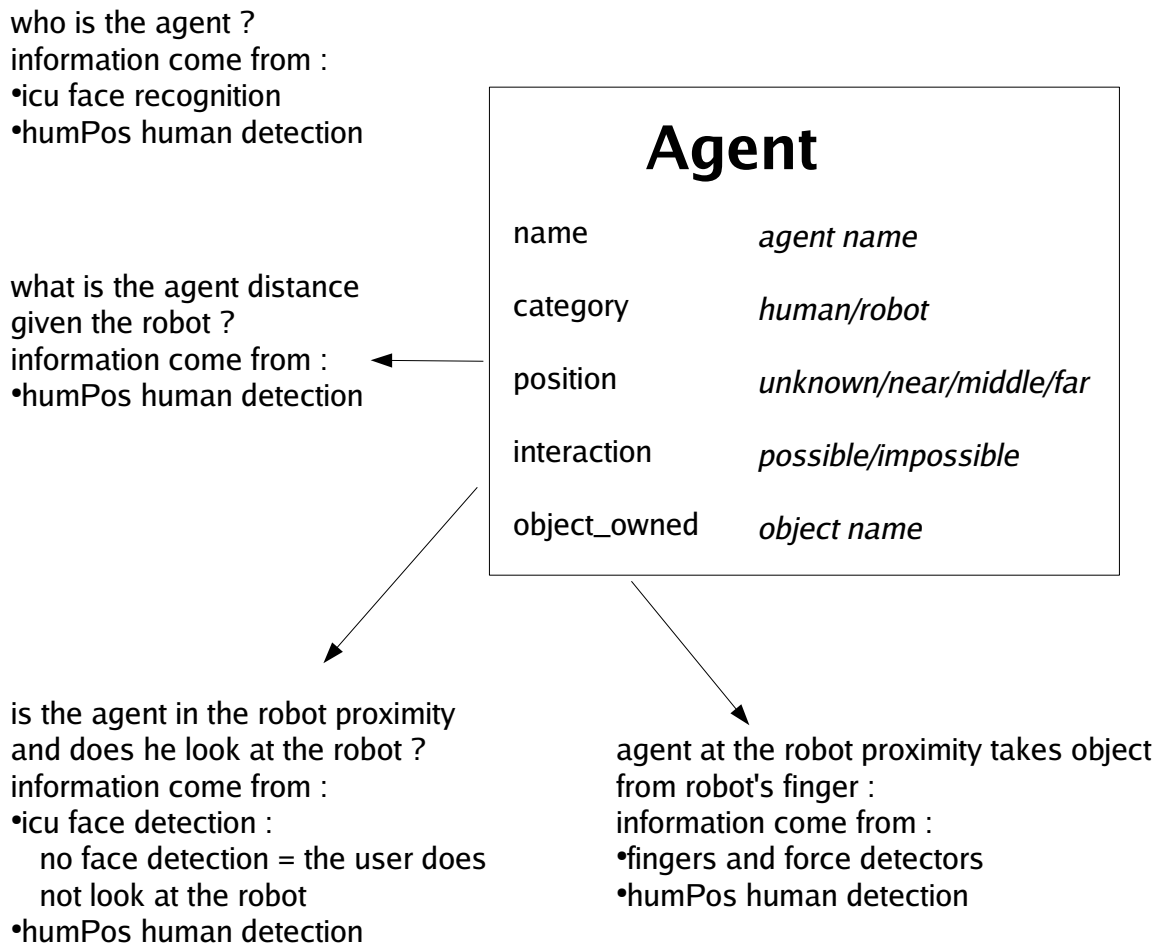 who is the agent ?
information come from :
•icu face recognition
•humPos human detection
Agent
name agent name
category human/robot
position unknown/near/middle/far
interaction possible/impossible
object_owned object name
what is the agent distance
given the robot ?
information come from :
•humPos human detection
is the agent in the robot proximity
and does he look at the robot ?
information come from :
•icu face detection :
no face detection = the user does
not look at the robot
•humPos human detection
agent at the robot proximity takes object
from robot's finger :
information come from :
•fingers and force detectors
•humPos human detection